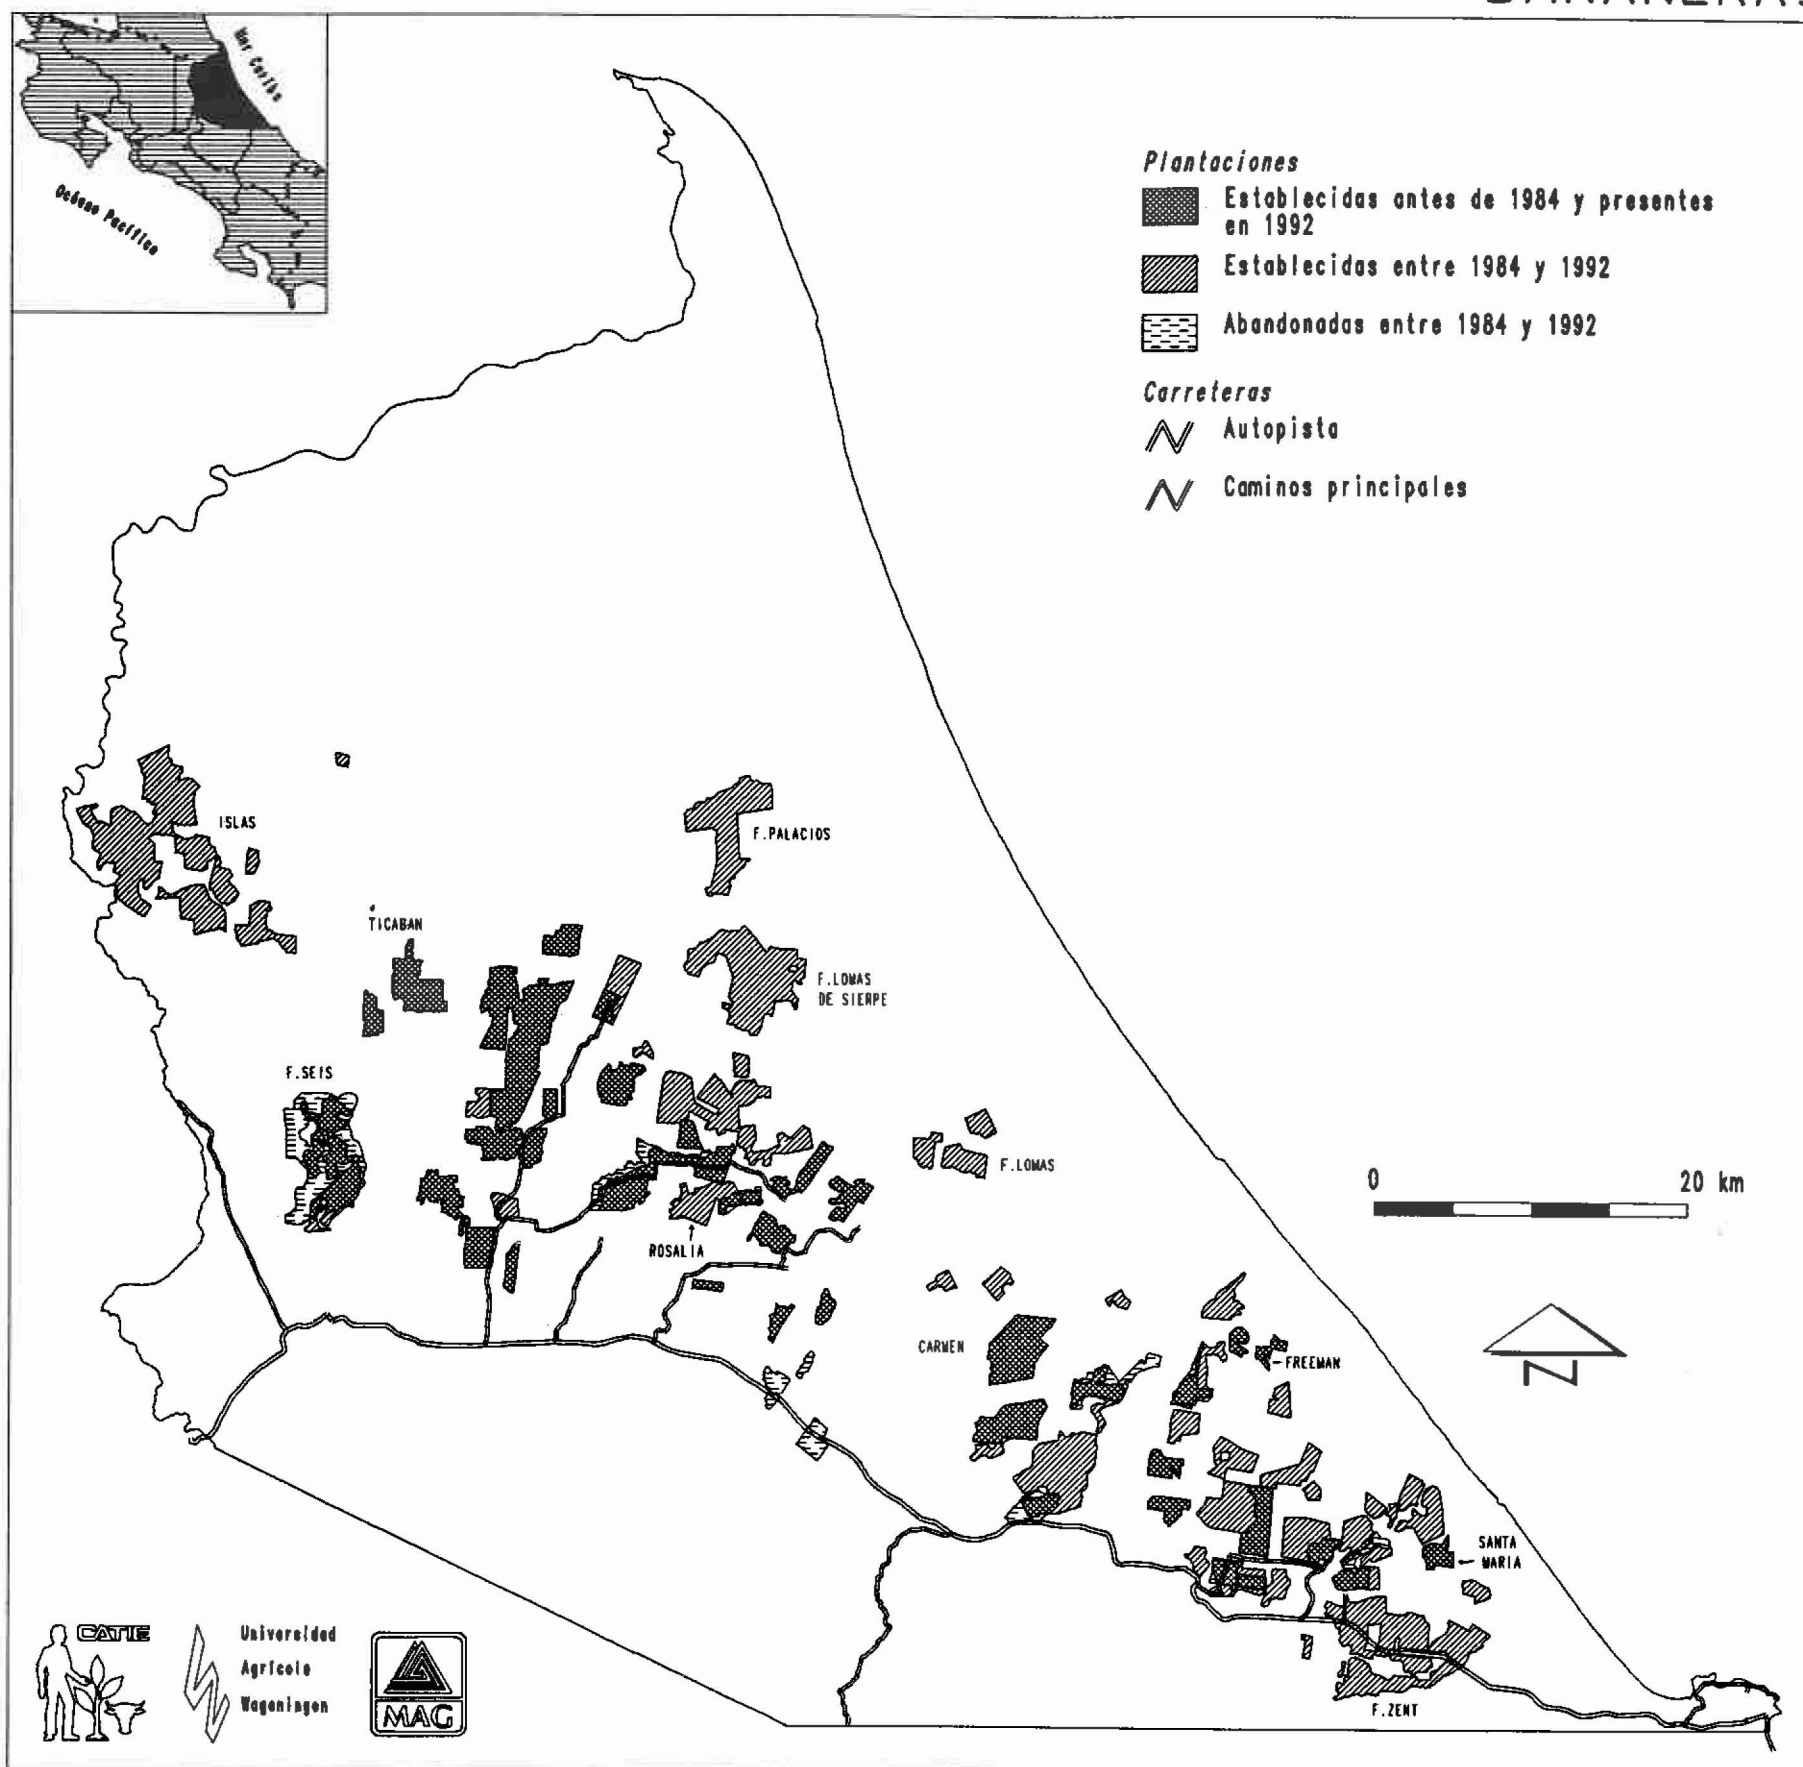 Mar Caribe
Océano Pacífico
Plantaciones
Establecidas antes de 1984 y presentes
en 1992
Establecidas entre 1984 y 1992
Abandonadas entre 1984 y 1992
Carreteras
Autopista
Caminos principales
ISLAS
F.PALACIOS
TICABAN
F.LOMAS
DE SIERPE
F.SEIS
F.LOMAS
0 20 km
ROSALIA
CARMEN
FREEMAN
N
SANTA
MARIA
F.ZENT
CATIE
Universidad
Agrícola
Wageningen
MAG